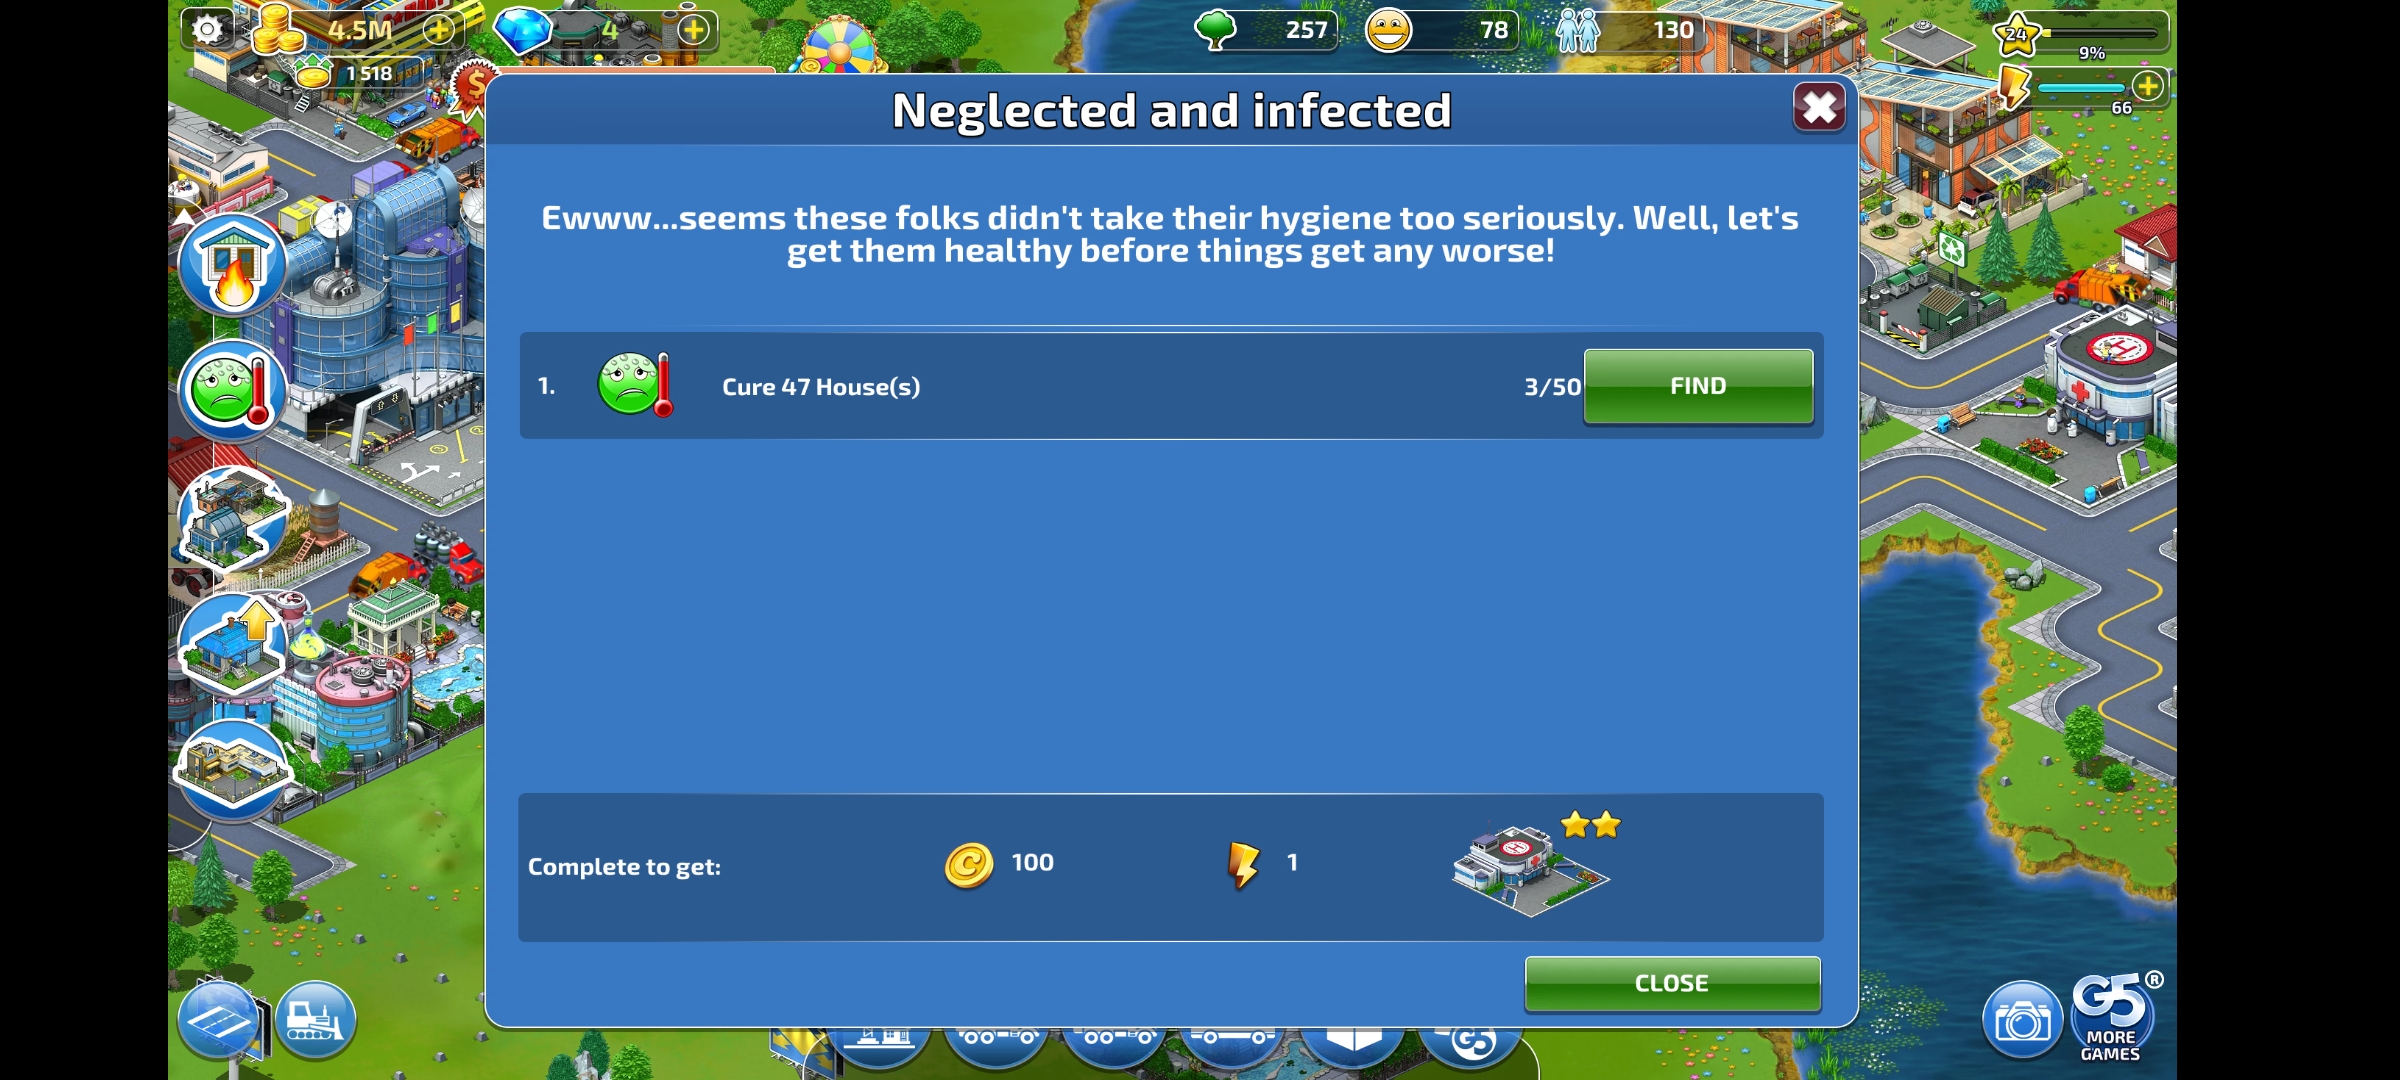 4.5M
4
257
78
130
24
9%
1 518
66
Neglected and infected
Ewww...seems these folks didn't take their hygiene too seriously. Well, let's
get them healthy before things get any worse!
1.
Cure 47 House(s)
3/50
FIND
Complete to get:
100
1
CLOSE
G5
G5®
MORE
GAMES